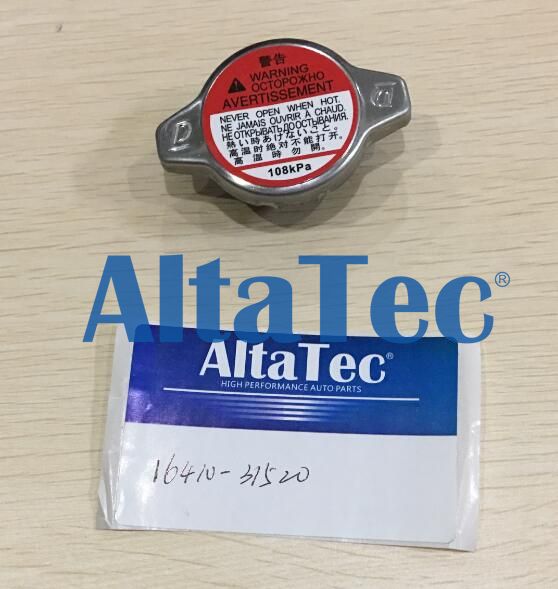 警告
WARNING
ОСТОРОЖНО
AVERTISSEMENT
NEVER OPEN WHEN HOT.
NE JAMAIS OUVRIR À CHAUD.
НЕ ОТКРЫВАТЬ ДО ОСТЫВАНИЯ.
熱い時あけないこと。
高温时绝对不能打开。
高溫時勿開。
108kPa
D
D
AltaTec®
AltaTec®
HIGH PERFORMANCE AUTO PARTS
16410-31520